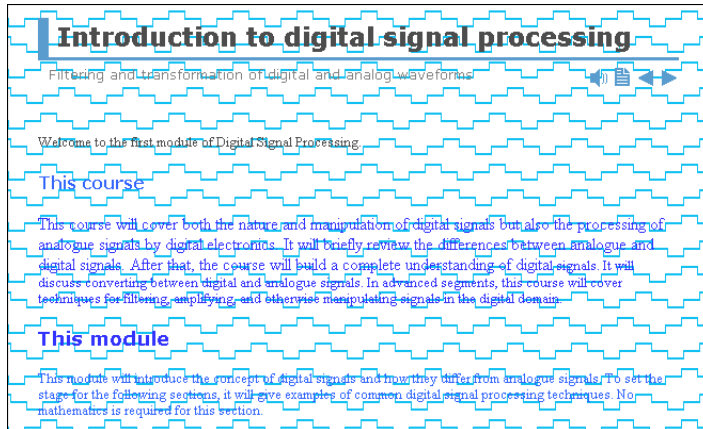 Introduction to digital signal processing
Filtering and transformation of digital and analog waveforms
Welcome to the first module of Digital Signal Processing.
This course
This course will cover both the nature and manipulation of digital signals but also the processing of
analogue signals by digital electronics. It will briefly review the differences between analogue and
digital signals. After that, the course will build a complete understanding of digital signals. It will
discuss converting between digital and analogue signals. In advanced segments, this course will cover
techniques for filtering, amplifying, and otherwise manipulating signals in the digital domain.
This module
This module will introduce the concept of digital signals and how they differ from analogue signals. To set the
stage for the following sections, it will give examples of common digital signal processing techniques. No
mathematics is required for this section.